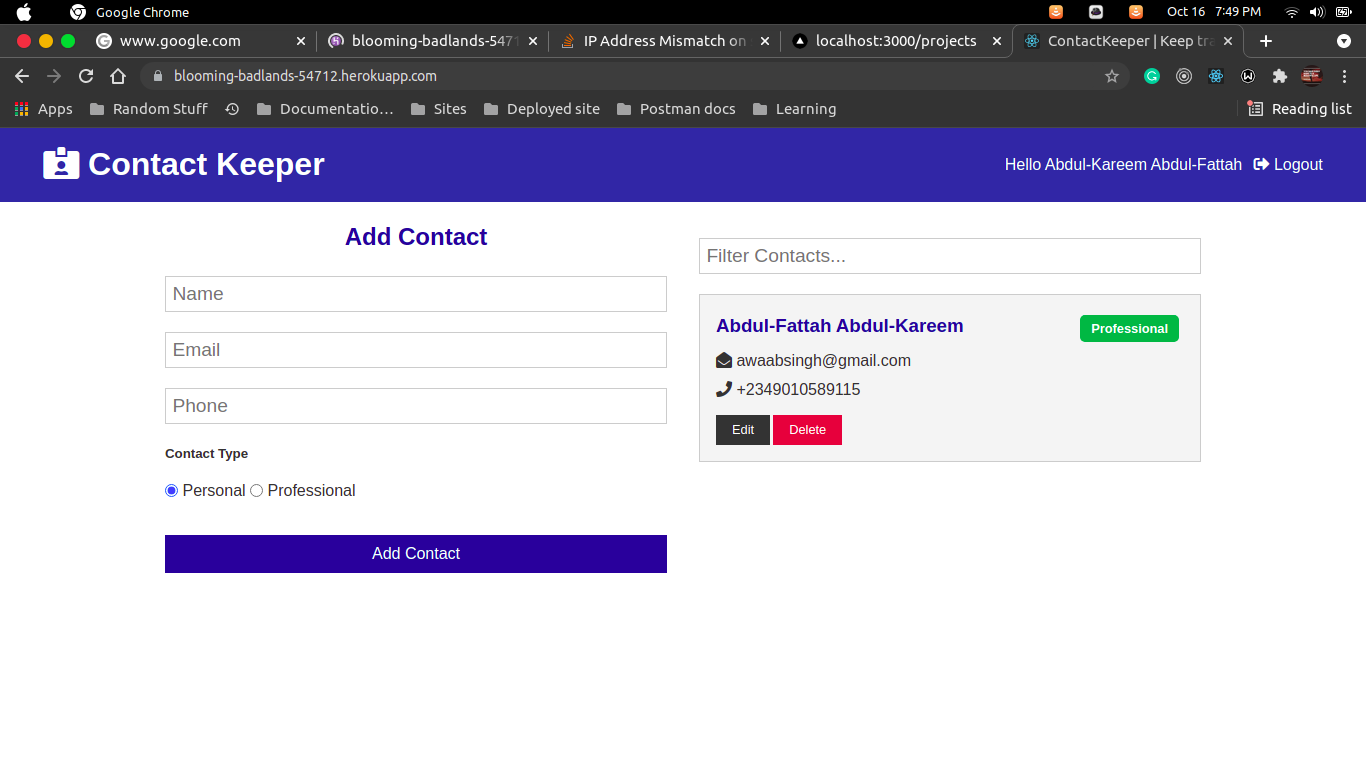 Google Chrome
Oct 16 7:49 PM
www.google.com
blooming-badlands-5471
IP Address Mismatch on
localhost:3000/projects
ContactKeeper | Keep tra
blooming-badlands-54712.herokuapp.com
Apps
Random Stuff
Documentatio…
Sites
Deployed site
Postman docs
Learning
Reading list
Contact Keeper
Hello Abdul-Kareem Abdul-Fattah
Logout
Add Contact
Name
Email
Phone
Contact Type
Personal
Professional
Add Contact
Filter Contacts...
Abdul-Fattah Abdul-Kareem
Professional
awaabsingh@gmail.com
+2349010589115
Edit
Delete